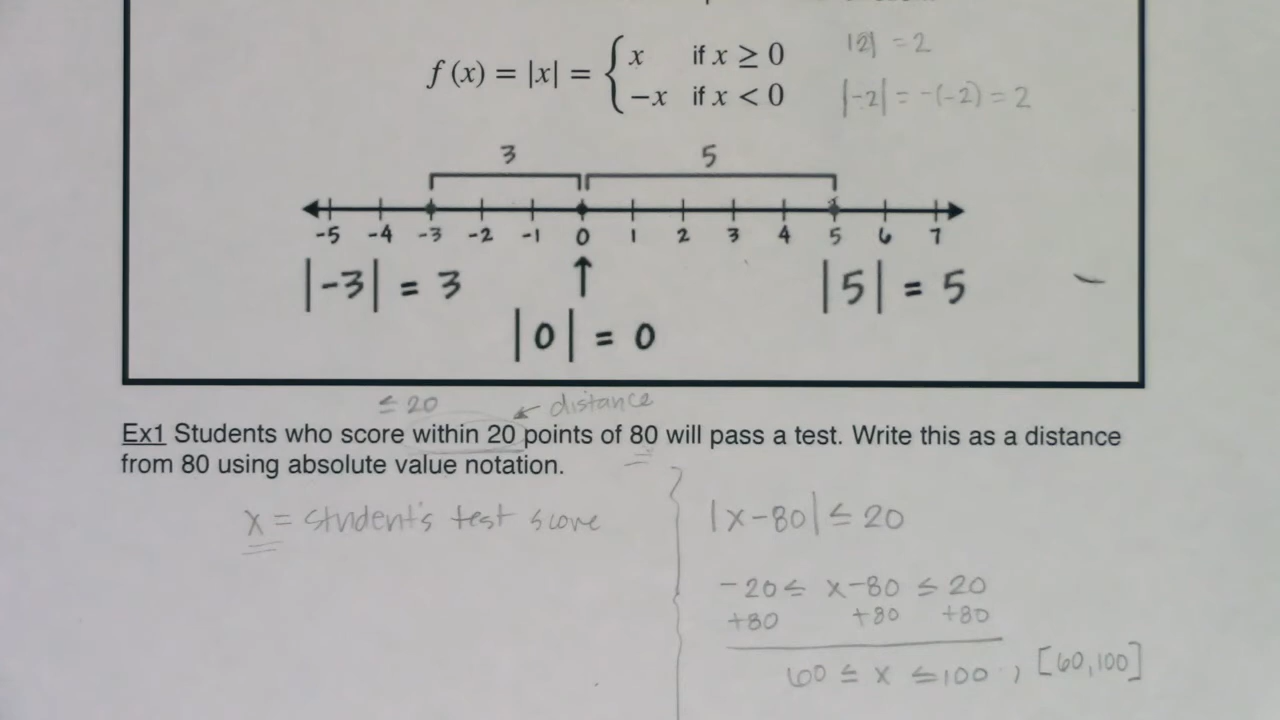 f(x) = |x| = { x if x ≥ 0 |2| = 2
−x if x < 0 |-2| = -(-2) = 2
3 5
-5 -4 -3 -2 -1 0 1 2 3 4 5 6 7
|-3| = 3 |5| = 5
|0| = 0
≤ 20 distance
Ex1 Students who score within 20 points of 80 will pass a test. Write this as a distance
from 80 using absolute value notation.
x = student's test score
|x-80| ≤ 20
-20 ≤ x-80 ≤ 20
+80 +80 +80
60 ≤ x ≤ 100, [60,100]